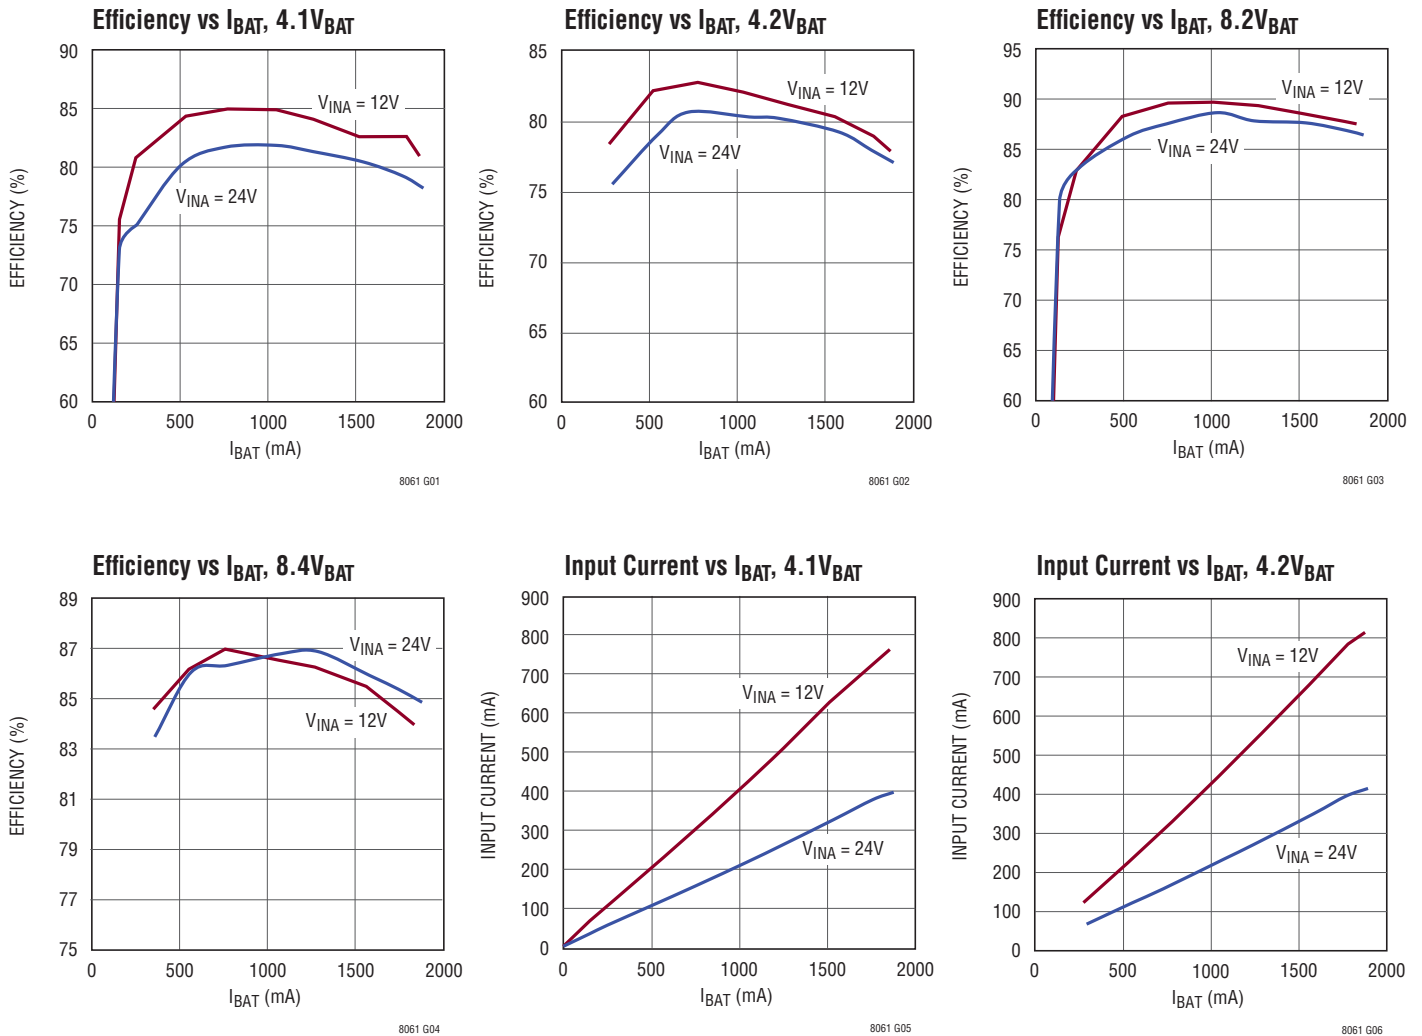 Efficiency vs IBAT, 4.1VBAT
90
85
80
75
70
65
60
EFFICIENCY (%)
VINA = 12V
VINA = 24V
0 500 1000 1500 2000
IBAT (mA)
8061 G01
Efficiency vs IBAT, 4.2VBAT
85
80
75
70
65
60
EFFICIENCY (%)
VINA = 12V
VINA = 24V
0 500 1000 1500 2000
IBAT (mA)
8061 G02
Efficiency vs IBAT, 8.2VBAT
95
90
85
80
75
70
65
60
EFFICIENCY (%)
VINA = 12V
VINA = 24V
0 500 1000 1500 2000
IBAT (mA)
8061 G03
Efficiency vs IBAT, 8.4VBAT
89
87
85
83
81
79
77
75
EFFICIENCY (%)
VINA = 24V
VINA = 12V
0 500 1000 1500 2000
IBAT (mA)
8061 G04
Input Current vs IBAT, 4.1VBAT
900
800
700
600
500
400
300
200
100
0
INPUT CURRENT (mA)
VINA = 12V
VINA = 24V
0 500 1000 1500 2000
IBAT (mA)
8061 G05
Input Current vs IBAT, 4.2VBAT
900
800
700
600
500
400
300
200
100
0
INPUT CURRENT (mA)
VINA = 12V
VINA = 24V
0 500 1000 1500 2000
IBAT (mA)
8061 G06